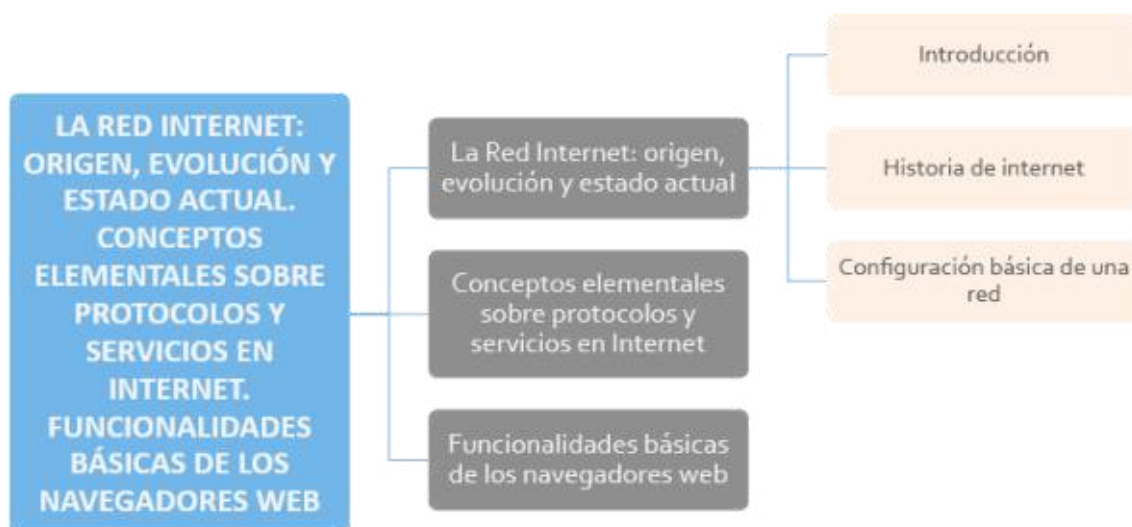 LA RED INTERNET:
ORIGEN, EVOLUCIÓN Y
ESTADO ACTUAL.
CONCEPTOS
ELEMENTALES SOBRE
PROTOCOLOS Y
SERVICIOS EN
INTERNET.
FUNCIONALIDADES
BÁSICAS DE LOS
NAVEGADORES WEB
La Red Internet: origen,
evolución y estado actual
Conceptos elementales
sobre protocolos y
servicios en Internet
Funcionalidades básicas
de los navegadores web
Introducción
Historia de internet
Configuración básica de una
red